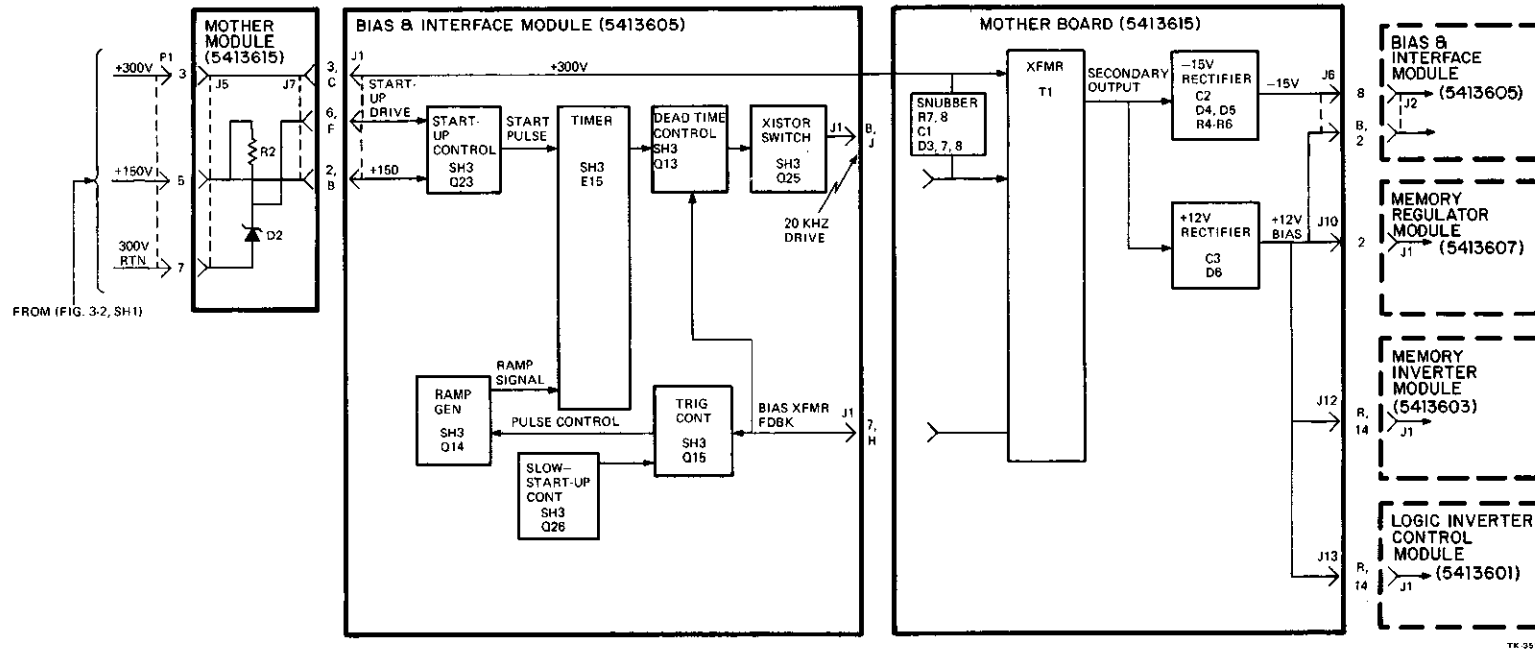 MOTHER
MODULE
(5413615)
P1
+300V
3
J5
J7
3,
C
6,
F
R2
+150V
5
2,
B
D2
300V
RTN
7
FROM (FIG. 3-2, SH1)
BIAS & INTERFACE MODULE (5413605)
J1
+300V
START-
UP
DRIVE
+150
START-
UP
CONTROL
SH3
Q23
START
PULSE
TIMER
SH3
E15
DEAD TIME
CONTROL
SH3
Q13
XISTOR
SWITCH
SH3
Q25
J1
B,
J
20 KHZ
DRIVE
RAMP
SIGNAL
RAMP
GEN
SH3
Q14
PULSE CONTROL
TRIG
CONT
SH3
Q15
BIAS XFMR
FDBK
J1
7,
H
SLOW-
START-UP
CONT
SH3
Q26
MOTHER BOARD (5413615)
SNUBBER
R7, 8
C1
D3, 7, 8
XFMR
T1
SECONDARY
OUTPUT
-15V
RECTIFIER
C2
D4, D5
R4-R6
-15V
J6
8
B,
2
+12V
RECTIFIER
C3
D6
+12V
BIAS
J10
2
J12
R,
14
J13
R,
14
BIAS &
INTERFACE
MODULE
(5413605)
J2
MEMORY
REGULATOR
MODULE
(5413607)
J1
MEMORY
INVERTER
MODULE
(5413603)
J1
LOGIC INVERTER
CONTROL
MODULE
(5413601)
J1